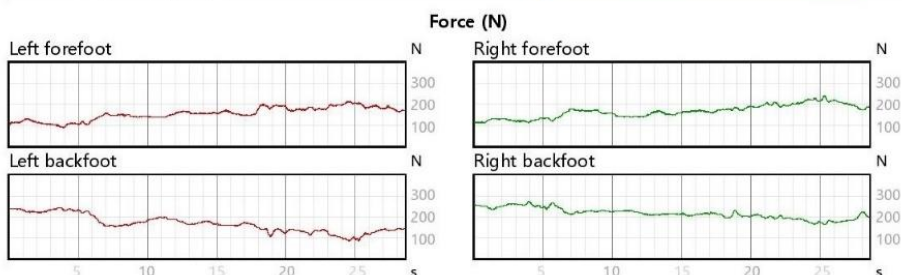 Force (N)
Left forefoot N Right forefoot N
300 300
200 200
100 100
Left backfoot N Right backfoot N
300 300
200 200
100 100
5 10 15 20 25 s 5 10 15 20 25 s